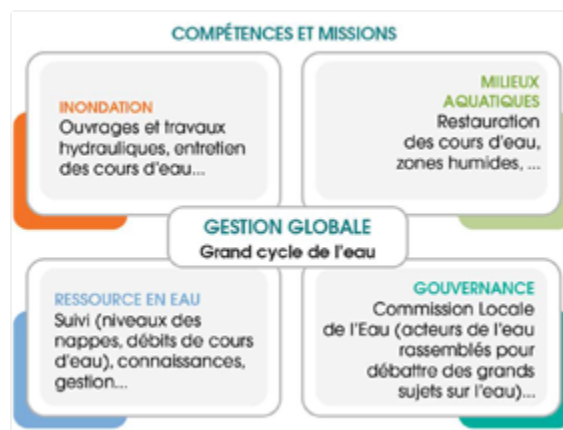 COMPÉTENCES ET MISSIONS
INONDATION
Ouvrages et travaux
hydrauliques, entretien
des cours d'eau...
MILIEUX
AQUATIQUES
Restauration
des cours d'eau,
zones humides, ...
GESTION GLOBALE
Grand cycle de l'eau
RESSOURCE EN EAU
Suivi (niveaux des
nappes, débits de cours
d'eau), connaissances,
gestion...
GOUVERNANCE
Commission Locale
de l'Eau (acteurs de l'eau
rassemblés pour
débattre des grands
sujets sur l'eau)...